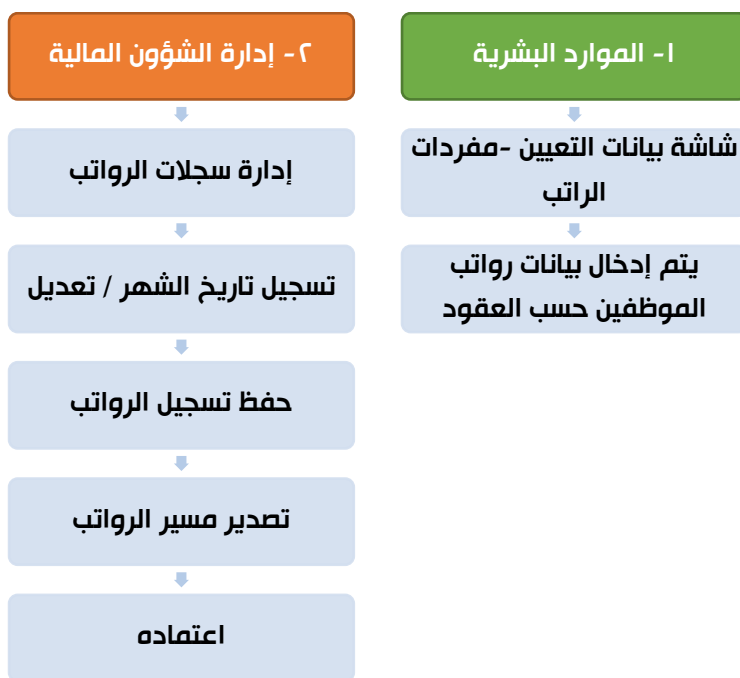 ١- الموارد البشرية
شاشة بيانات التعيين -مفردات
الراتب
يتم إدخال بيانات رواتب
الموظفين حسب العقود
٢- إدارة الشؤون المالية
إدارة سجلات الرواتب
تسجيل تاريخ الشهر / تعديل
حفظ تسجيل الرواتب
تصدير مسير الرواتب
اعتماده